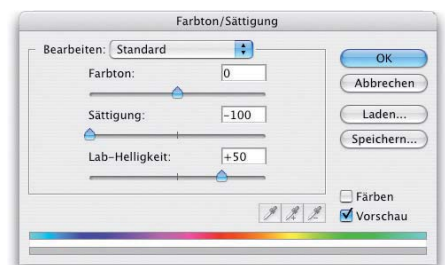 Farbton/Sättigung
Bearbeiten: Standard
OK
Farbton: 0
Abbrechen
Sättigung: -100
Laden...
Speichern...
Lab-Helligkeit: +50
Färben
Vorschau